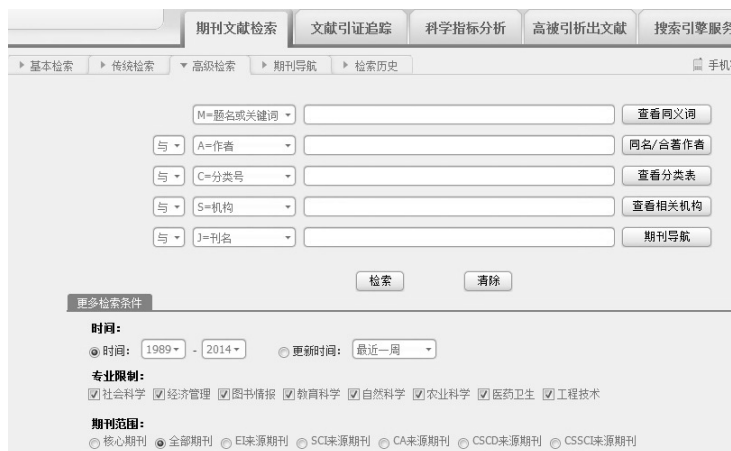 期刊文献检索 文献引证追踪 科学指标分析 高被引析出文献 搜索引擎服务
基本检索 传统检索 高级检索 期刊导航 检索历史 手机
M=题名或关键词 查看同义词
与 A=作者 同名/合著作者
与 C=分类号 查看分类表
与 S=机构 查看相关机构
与 J=刊名 期刊导航
检索 清除
更多检索条件
时间:
时间: 1989 - 2014 更新时间: 最近一周
专业限制:
社会科学 经济管理 图书情报 教育科学 自然科学 农业科学 医药卫生 工程技术
期刊范围:
核心期刊 全部期刊 EI来源期刊 SCI来源期刊 CA来源期刊 CSCD来源期刊 CSSCI来源期刊